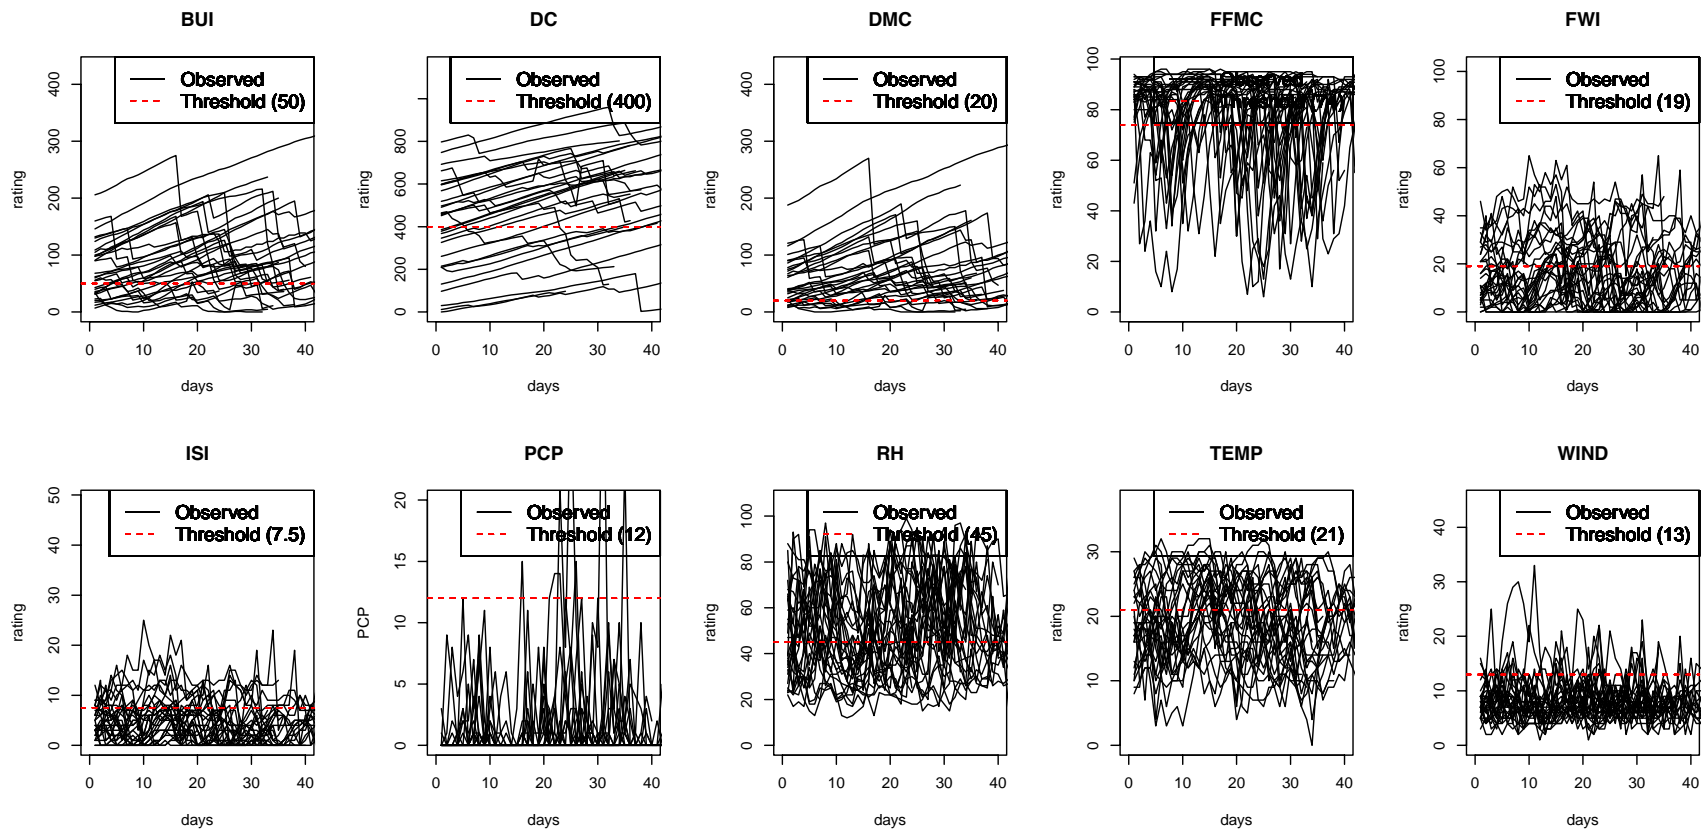 BUI
DC
DMC
FFMC
FWI
rating
400
300
200
100
0
Observed
Threshold (50)
0 10 20 30 40
days
rating
800
600
400
200
0
Observed
Threshold (400)
0 10 20 30 40
days
rating
400
300
200
100
0
Observed
Threshold (20)
0 10 20 30 40
days
rating
100
80
60
40
20
0
Observed
Threshold
0 10 20 30 40
days
rating
100
80
60
40
20
0
Observed
Threshold (19)
0 10 20 30 40
days
ISI
PCP
RH
TEMP
WIND
rating
50
40
30
20
10
0
Observed
Threshold (7.5)
0 10 20 30 40
days
PCP
20
15
10
5
0
Observed
Threshold (12)
0 10 20 30 40
days
rating
100
80
60
40
20
0
Observed
Threshold (45)
0 10 20 30 40
days
rating
30
20
10
0
Observed
Threshold (21)
0 10 20 30 40
days
rating
40
30
20
10
0
Observed
Threshold (13)
0 10 20 30 40
days